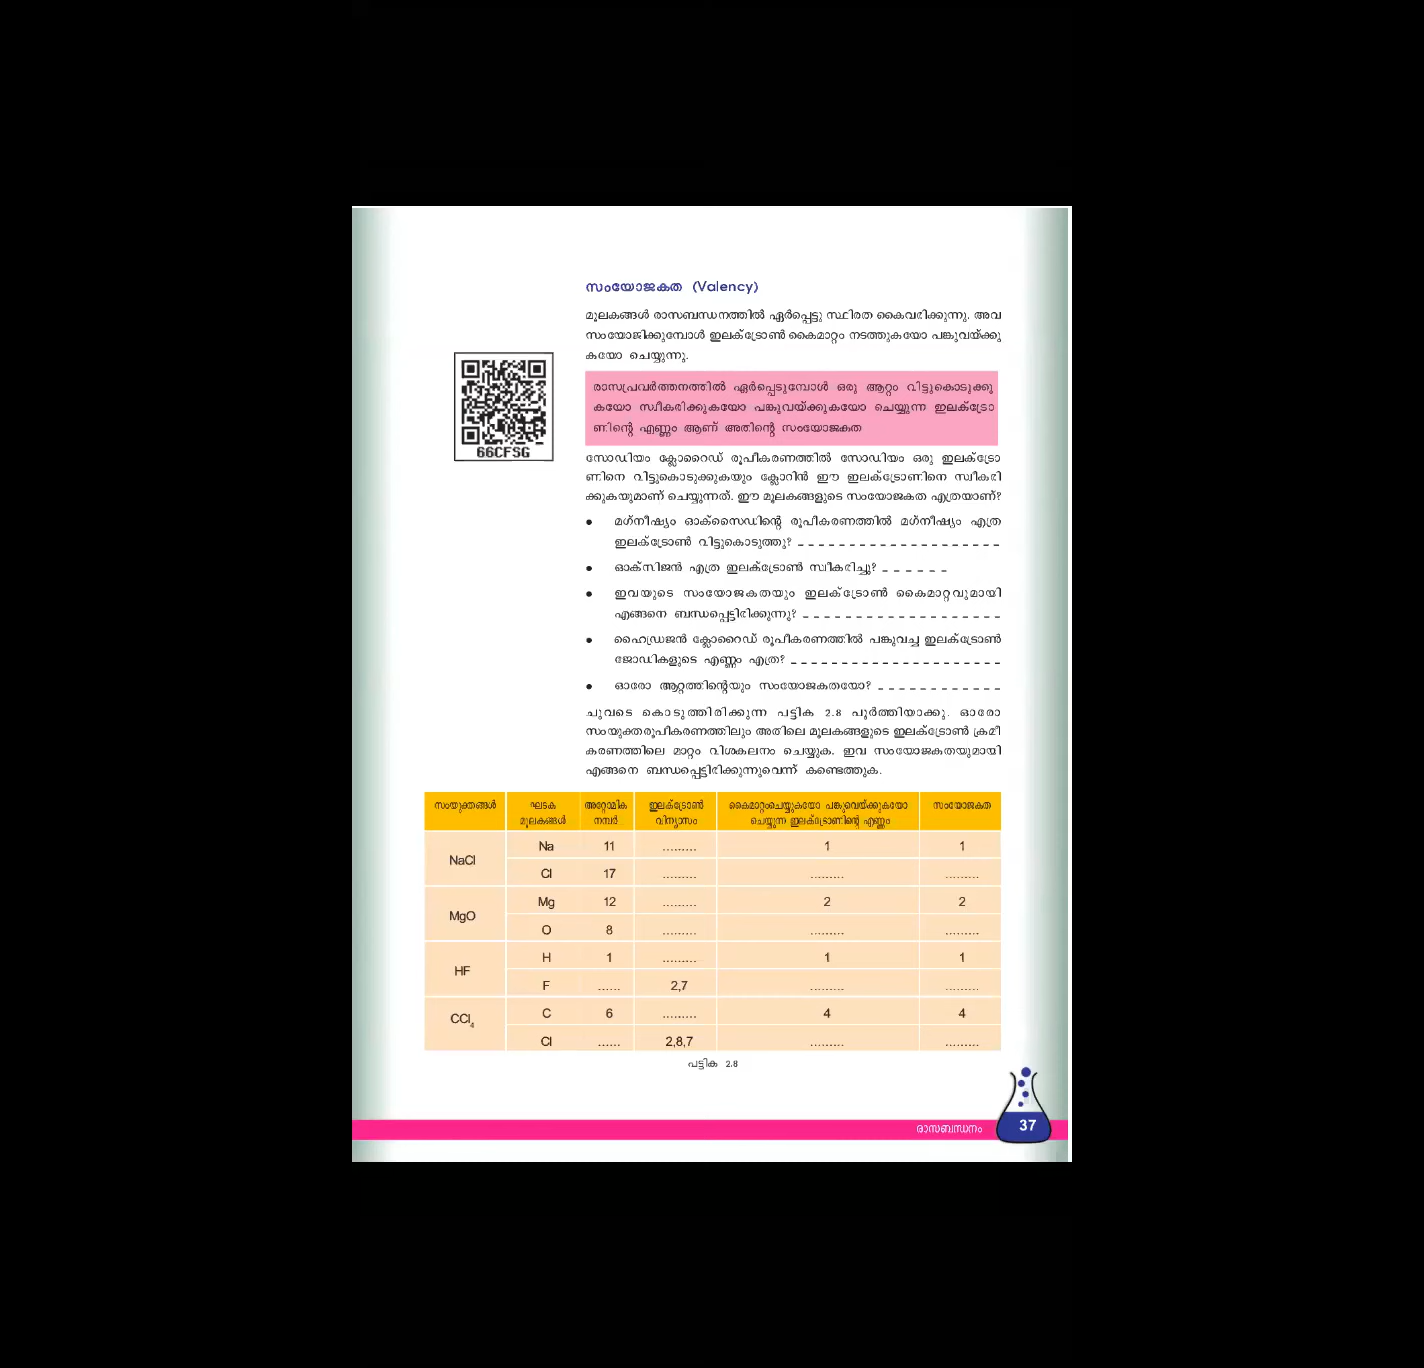 സംയോജകത (Valency)
മൂലകങ്ങൾ രാസബന്ധനത്തിൽ ഏർപ്പെട്ടു സ്ഥിരത കൈവരിക്കുന്നു. അവ
സംയോജിക്കുമ്പോൾ ഇലക്ട്രോൺ കൈമാറ്റം നടത്തുകയോ പങ്കുവയ്ക്കു
കയോ ചെയ്യുന്നു.
രാസപ്രവർത്തനത്തിൽ ഏർപ്പെടുമ്പോൾ ഒരു ആറ്റം വിട്ടുകൊടുക്കു
കയോ സ്വീകരിക്കുകയോ പങ്കുവയ്ക്കുകയോ ചെയ്യുന്ന ഇലക്ട്രോ
ണിന്റെ എണ്ണം ആണ് അതിന്റെ സംയോജകത
66CFSG
സോഡിയം ക്ലോറൈഡ് രൂപീകരണത്തിൽ സോഡിയം ഒരു ഇലക്ട്രോ
ണിനെ വിട്ടുകൊടുക്കുകയും ക്ലോറിൻ ഈ ഇലക്ട്രോണിനെ സ്വീകരി
ക്കുകയുമാണ് ചെയ്യുന്നത്. ഈ മൂലകങ്ങളുടെ സംയോജകത എത്രയാണ്?
• മഗ്നീഷ്യം ഓക്സൈഡിന്റെ രൂപീകരണത്തിൽ മഗ്നീഷ്യം എത്ര
ഇലക്ട്രോൺ വിട്ടുകൊടുത്തു? _ _ _ _ _ _ _ _ _ _ _ _ _ _ _ _ _ _ _ _
• ഓക്സിജൻ എത്ര ഇലക്ട്രോൺ സ്വീകരിച്ചു? _ _ _ _ _ _
• ഇവയുടെ സംയോജകതയും ഇലക്ട്രോൺ കൈമാറ്റവുമായി
എങ്ങനെ ബന്ധപ്പെട്ടിരിക്കുന്നു? _ _ _ _ _ _ _ _ _ _ _ _ _ _ _ _ _ _ _
• ഹൈഡ്രജൻ ക്ലോറൈഡ് രൂപീകരണത്തിൽ പങ്കുവച്ച ഇലക്ട്രോൺ
ജോഡികളുടെ എണ്ണം എത്ര? _ _ _ _ _ _ _ _ _ _ _ _ _ _ _ _ _ _ _ _ _
• ഓരോ ആറ്റത്തിന്റെയും സംയോജകതയോ? _ _ _ _ _ _ _ _ _ _ _ _
ചുവടെ കൊടുത്തിരിക്കുന്ന പട്ടിക 2.8 പൂർത്തിയാക്കൂ. ഓരോ
സംയുക്തരൂപീകരണത്തിലും അതിലെ മൂലകങ്ങളുടെ ഇലക്ട്രോൺ ക്രമീ
കരണത്തിലെ മാറ്റം വിശകലനം ചെയ്യുക. ഇവ സംയോജകതയുമായി
എങ്ങനെ ബന്ധപ്പെട്ടിരിക്കുന്നുവെന്ന് കണ്ടെത്തുക.
സംയുക്തങ്ങൾ ഘടക അറ്റോമിക ഇലക്ട്രോൺ കൈമാറ്റംചെയ്യുകയോ പങ്കുവെയ്ക്കുകയോ സംയോജകത
മൂലകങ്ങൾ നമ്പർ വിന്യാസം ചെയ്യുന്ന ഇലക്ട്രോണിന്റെ എണ്ണം
NaCl Na 11 ......... 1 1
Cl 17 ......... ......... .........
MgO Mg 12 ......... 2 2
O 8 ......... ......... .........
HF H 1 ......... 1 1
F ...... 2,7 ......... .........
CCl₄ C 6 ......... 4 4
Cl ...... 2,8,7 ......... .........
പട്ടിക 2.8
രാസബന്ധനം 37